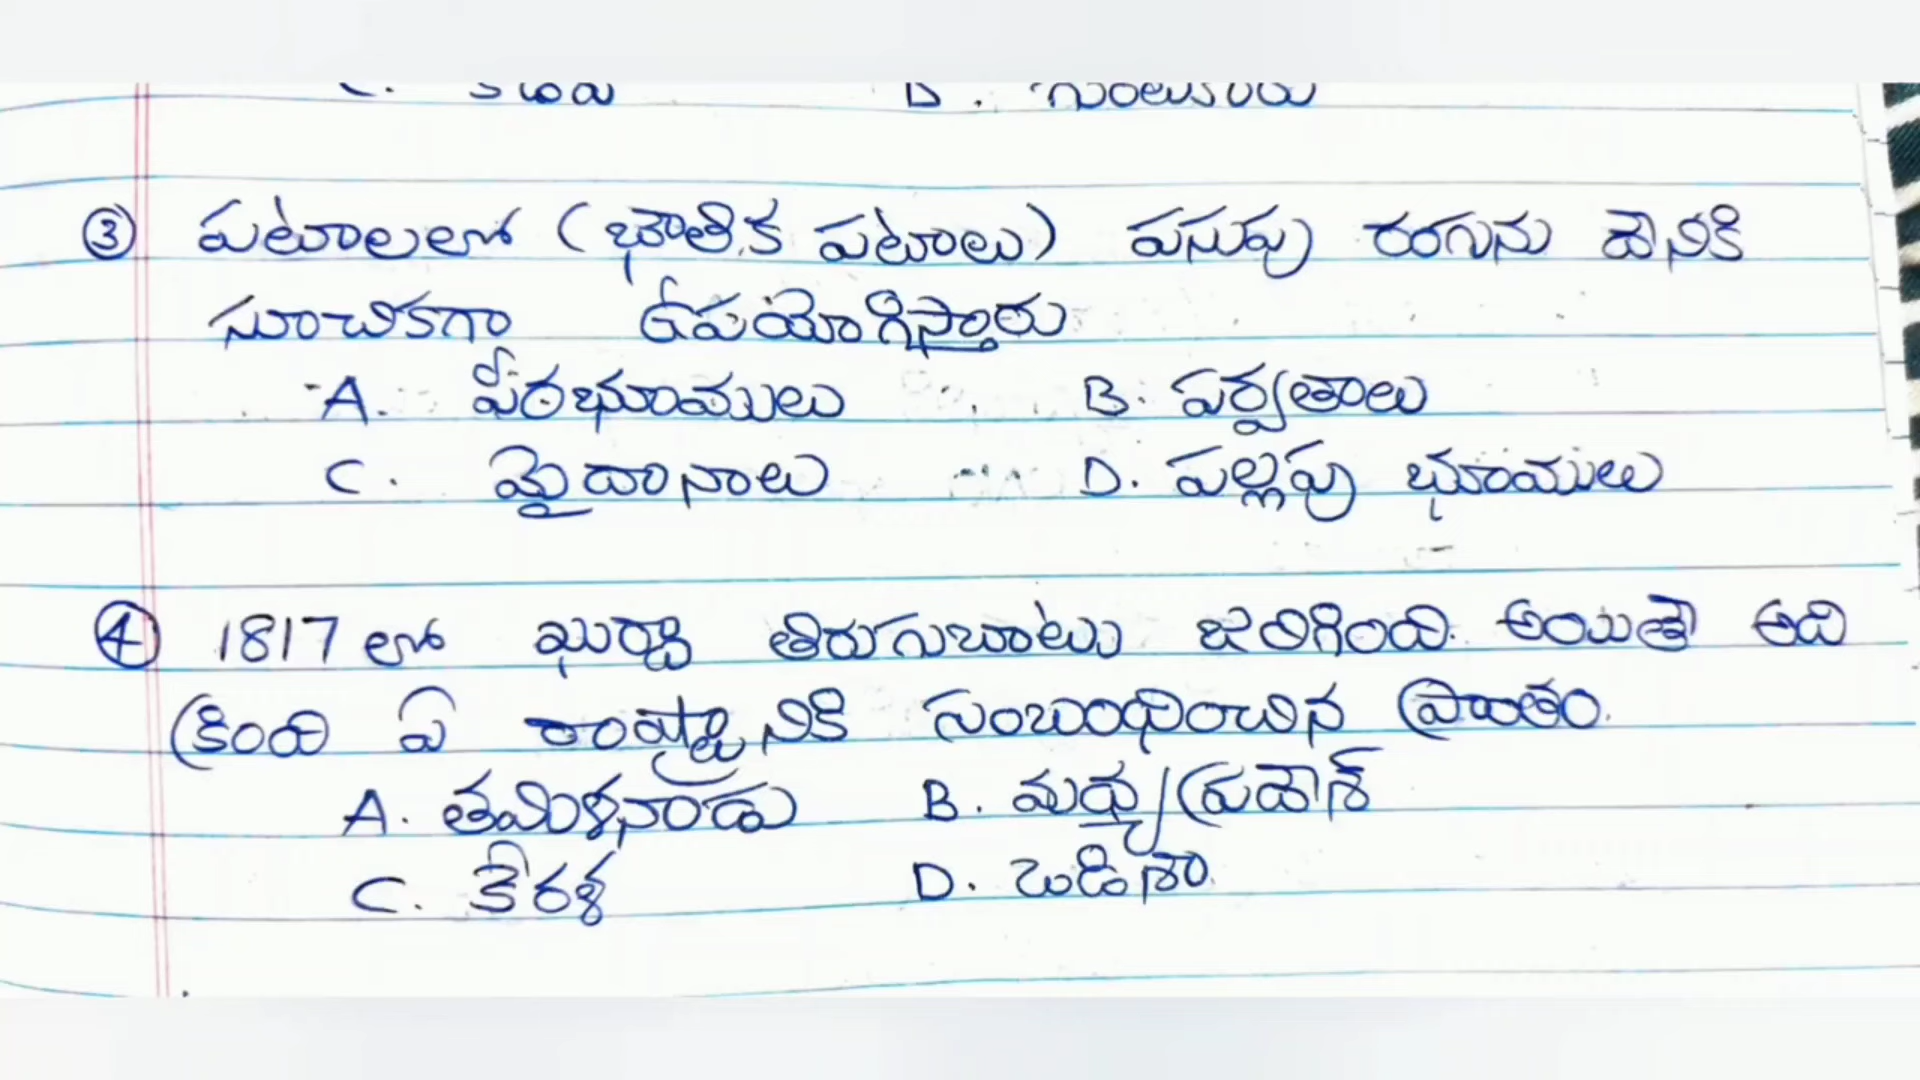 C. కడప D. గుంటూరు
③ పటాలలో (భౌతిక పటాలు) పసుపు రంగును దేనికి
సూచికగా ఉపయోగిస్తారు
A. పీఠభూములు B. పర్వతాలు
C. మైదానాలు D. పల్లపు భూములు
④ 1817 లో ఖుర్దా తిరుగుబాటు జరిగింది. అయితే అది
క్రింది ఏ రాష్ట్రానికి సంబంధించిన ప్రాంతం.
A. తమిళనాడు B. మధ్యప్రదేశ్
C. కేరళ D. ఒడిశా